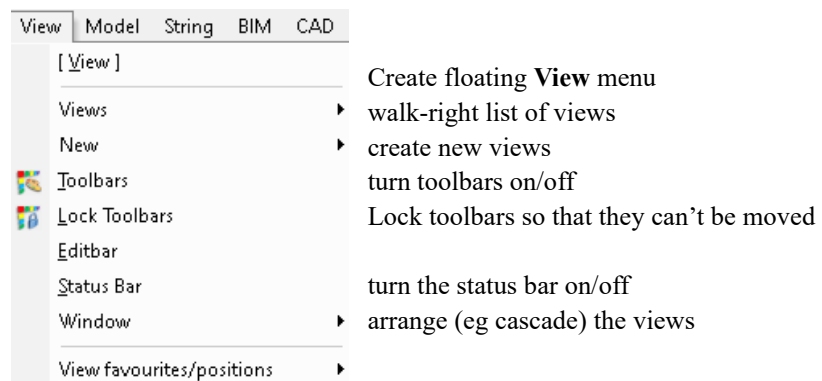 View Model String BIM CAD
[ View ] Create floating View menu
Views walk-right list of views
New create new views
Toolbars turn toolbars on/off
Lock Toolbars Lock toolbars so that they can’t be moved
Editbar
Status Bar turn the status bar on/off
Window arrange (eg cascade) the views
View favourites/positions